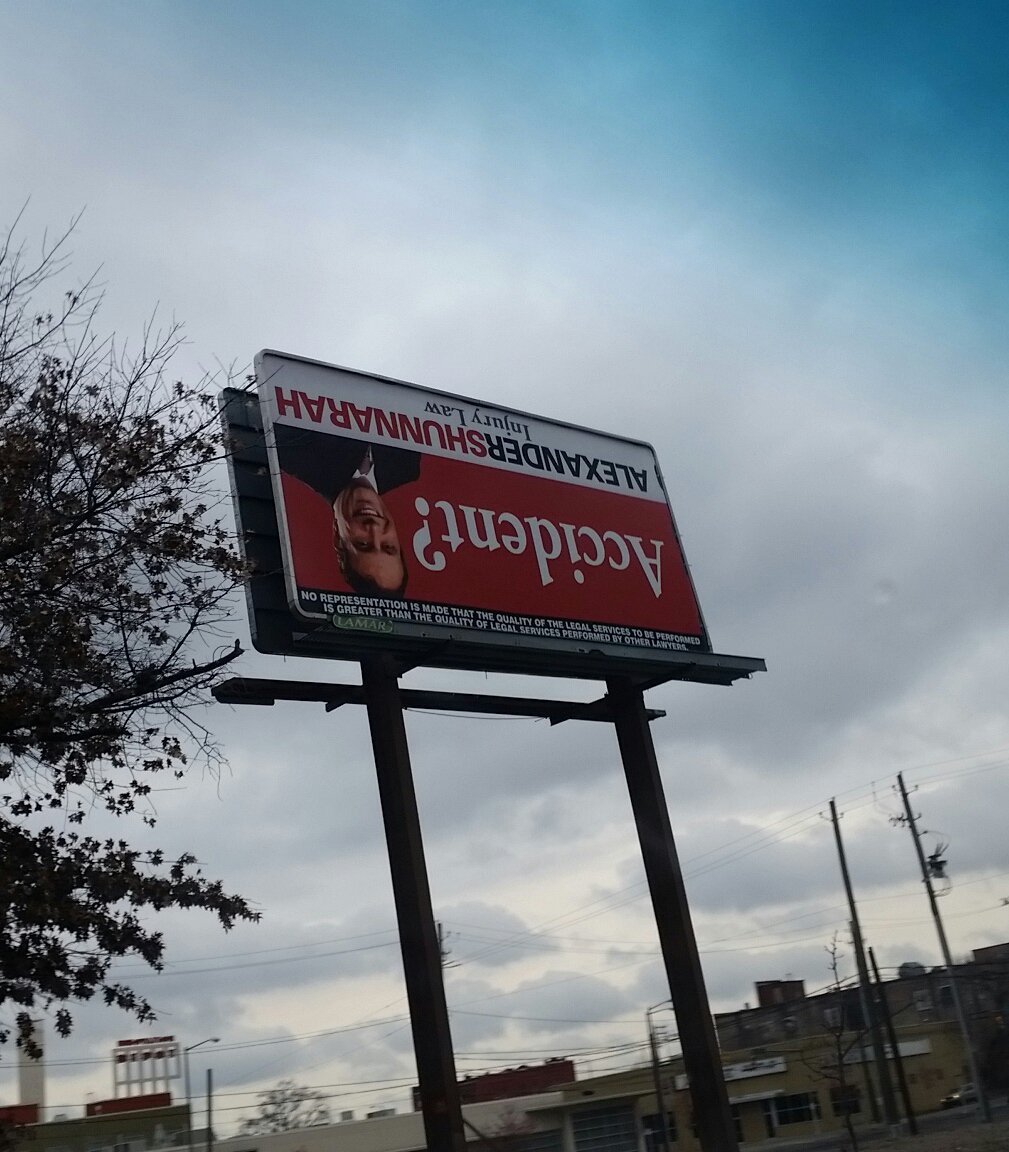 Accident?
ALEXANDERSHUNNARAH
Injury Law
NO REPRESENTATION IS MADE THAT THE QUALITY OF THE LEGAL SERVICES TO BE PERFORMED
IS GREATER THAN THE QUALITY OF LEGAL SERVICES PERFORMED BY OTHER LAWYERS.
LAMAR